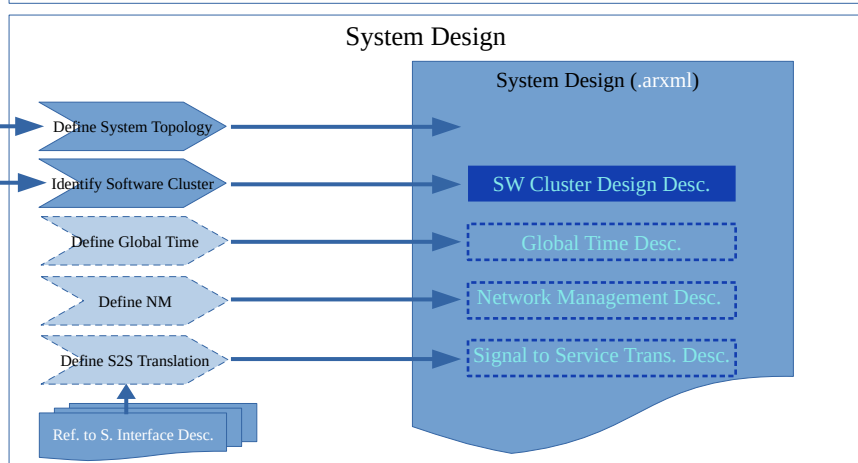 System Design
System Design (.arxml)
Define System Topology
Identify Software Cluster
SW Cluster Design Desc.
Define Global Time
Global Time Desc.
Define NM
Network Management Desc.
Define S2S Translation
Signal to Service Trans. Desc.
Ref. to S. Interface Desc.